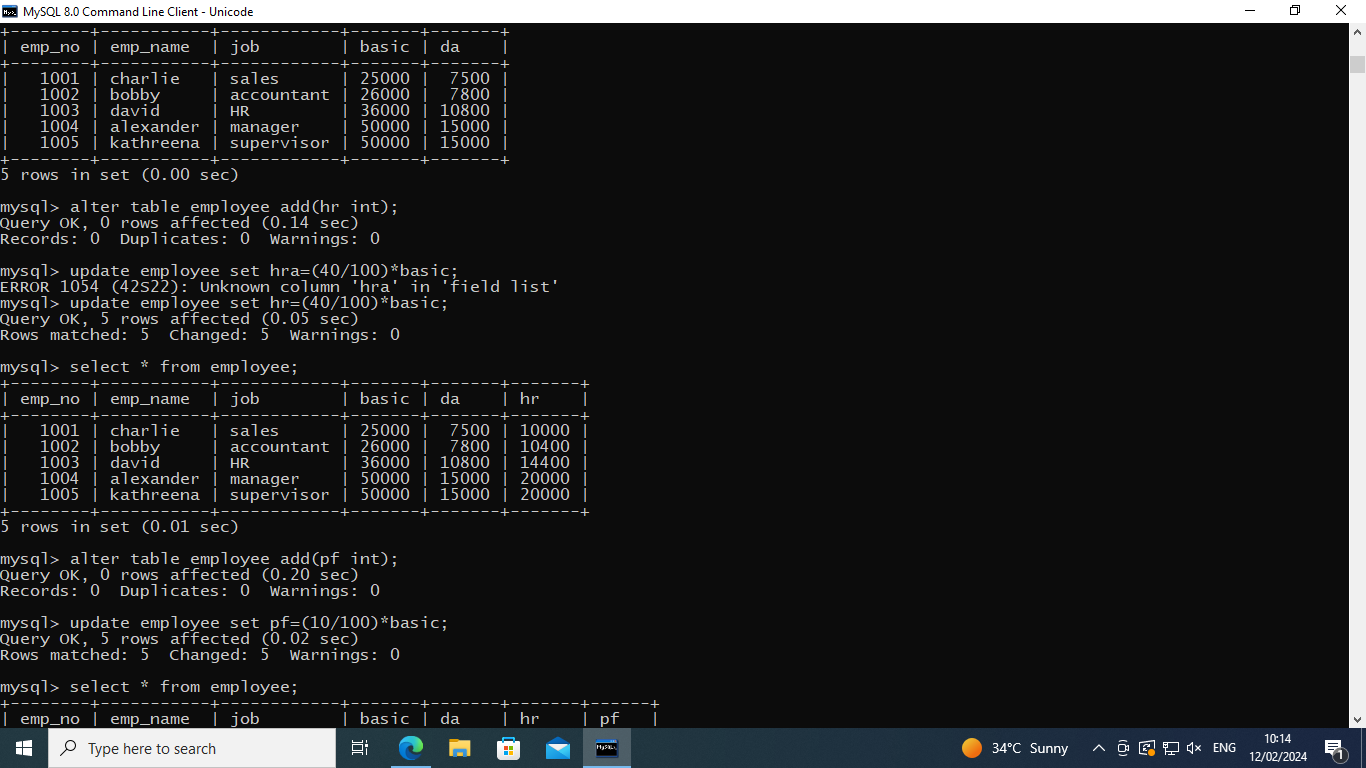 MySQL 8.0 Command Line Client - Unicode
+--------+-----------+------------+-------+-------+
| emp_no | emp_name  | job        | basic | da    |
+--------+-----------+------------+-------+-------+
|   1001 | charlie   | sales      | 25000 |  7500 |
|   1002 | bobby     | accountant | 26000 |  7800 |
|   1003 | david     | HR         | 36000 | 10800 |
|   1004 | alexander | manager    | 50000 | 15000 |
|   1005 | kathreena | supervisor | 50000 | 15000 |
+--------+-----------+------------+-------+-------+
5 rows in set (0.00 sec)
mysql> alter table employee add(hr int);
Query OK, 0 rows affected (0.14 sec)
Records: 0  Duplicates: 0  Warnings: 0
mysql> update employee set hra=(40/100)*basic;
ERROR 1054 (42S22): Unknown column 'hra' in 'field list'
mysql> update employee set hr=(40/100)*basic;
Query OK, 5 rows affected (0.05 sec)
Rows matched: 5  Changed: 5  Warnings: 0
mysql> select * from employee;
+--------+-----------+------------+-------+-------+-------+
| emp_no | emp_name  | job        | basic | da    | hr    |
+--------+-----------+------------+-------+-------+-------+
|   1001 | charlie   | sales      | 25000 |  7500 | 10000 |
|   1002 | bobby     | accountant | 26000 |  7800 | 10400 |
|   1003 | david     | HR         | 36000 | 10800 | 14400 |
|   1004 | alexander | manager    | 50000 | 15000 | 20000 |
|   1005 | kathreena | supervisor | 50000 | 15000 | 20000 |
+--------+-----------+------------+-------+-------+-------+
5 rows in set (0.01 sec)
mysql> alter table employee add(pf int);
Query OK, 0 rows affected (0.20 sec)
Records: 0  Duplicates: 0  Warnings: 0
mysql> update employee set pf=(10/100)*basic;
Query OK, 5 rows affected (0.02 sec)
Rows matched: 5  Changed: 5  Warnings: 0
mysql> select * from employee;
+--------+-----------+------------+-------+-------+-------+------+
| emp_no | emp_name  | job        | basic | da    | hr    | pf   |
Type here to search
34°C Sunny
ENG
10:14
12/02/2024
1